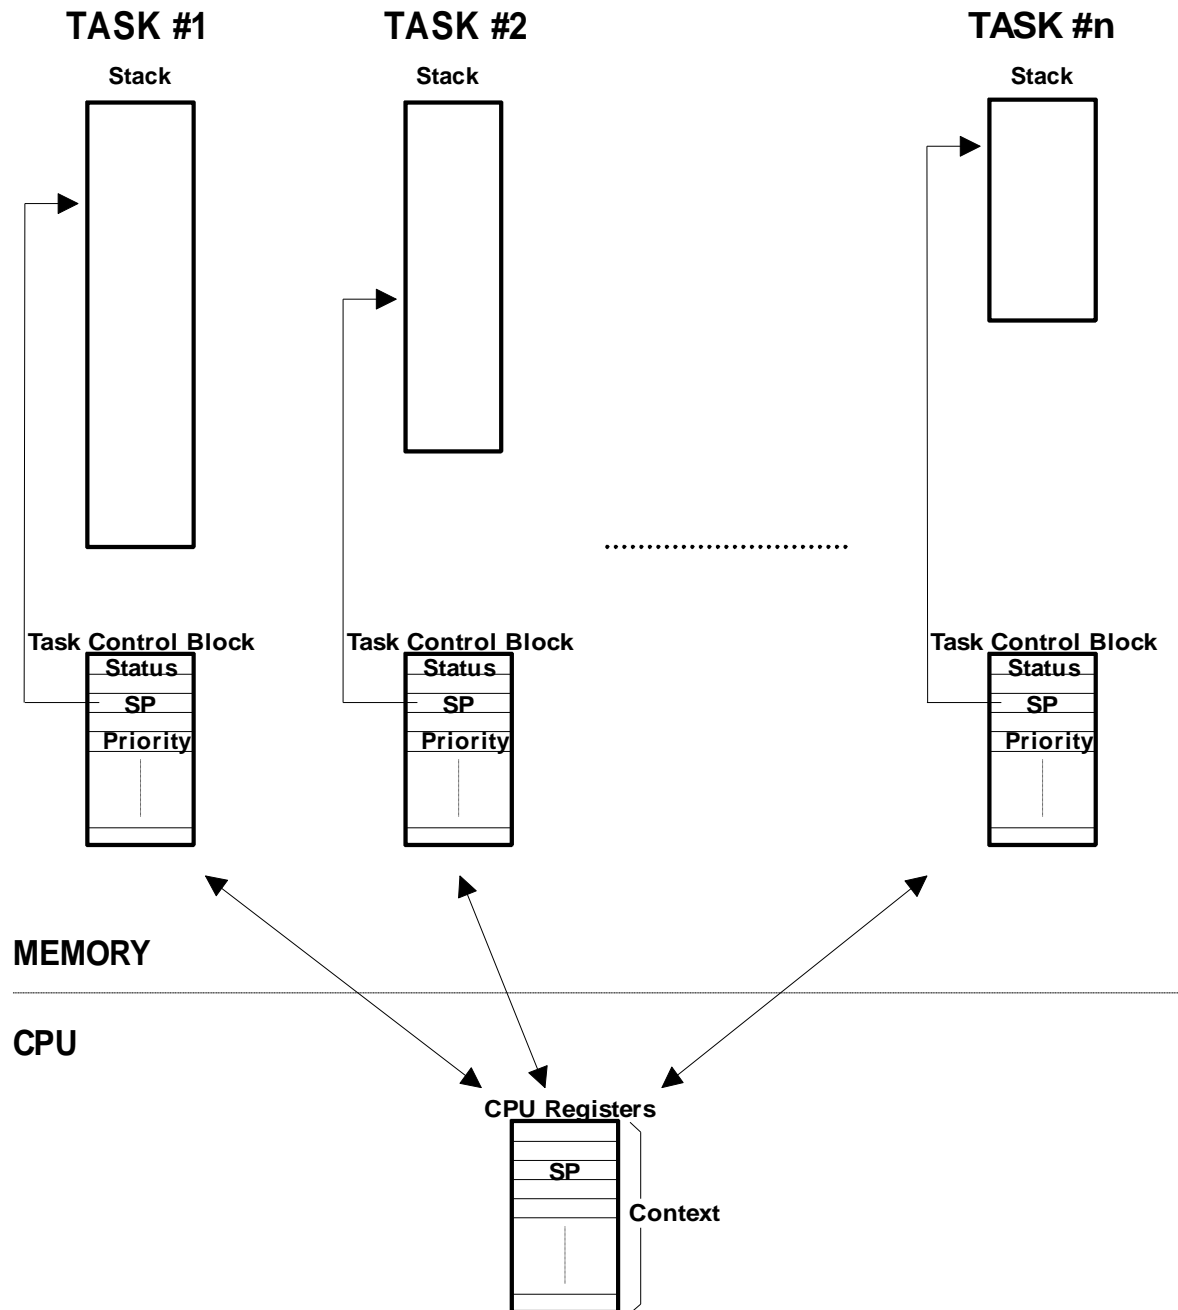 TASK #1
TASK #2
TASK #n
Stack
Stack
Stack
Task Control Block
Task Control Block
Task Control Block
Status
Status
Status
SP
SP
SP
Priority
Priority
Priority
MEMORY
CPU
CPU Registers
SP
Context